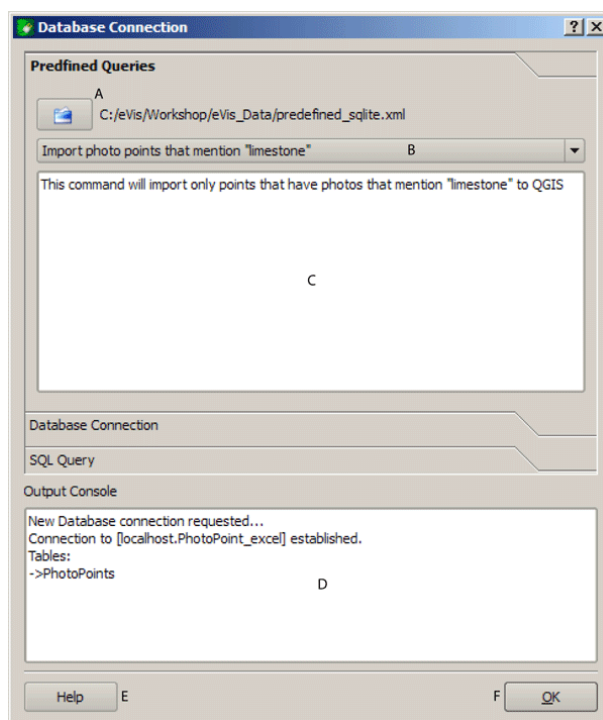 Database Connection
Predfined Queries
A
C:/eVis/Workshop/eVis_Data/predefined_sqlite.xml
Import photo points that mention "limestone" B
This command will import only points that have photos that mention "limestone" to QGIS
C
Database Connection
SQL Query
Output Console
New Database connection requested...
Connection to [localhost.PhotoPoint_excel] established.
Tables:
->PhotoPoints
D
Help E F OK